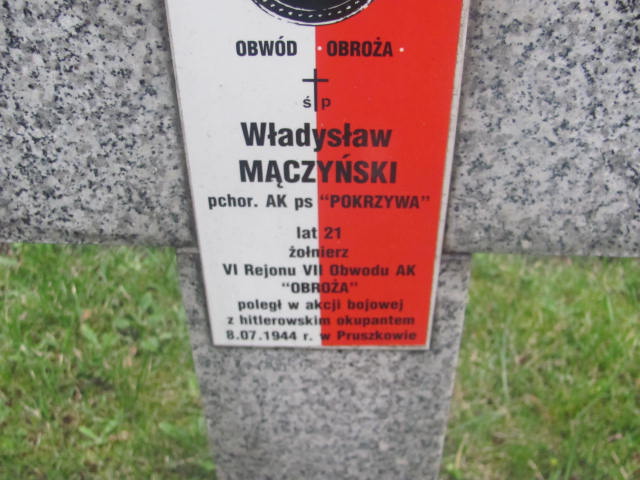 OBWÓD · OBROŻA ·
ś p
Władysław
MĄCZYŃSKI
pchor. AK ps "POKRZYWA"
lat 21
żołnierz
VI Rejonu VII Obwodu AK
"OBROŻA"
poległ w akcji bojowej
z hitlerowskim okupantem
8.07.1944 r. w Pruszkowie